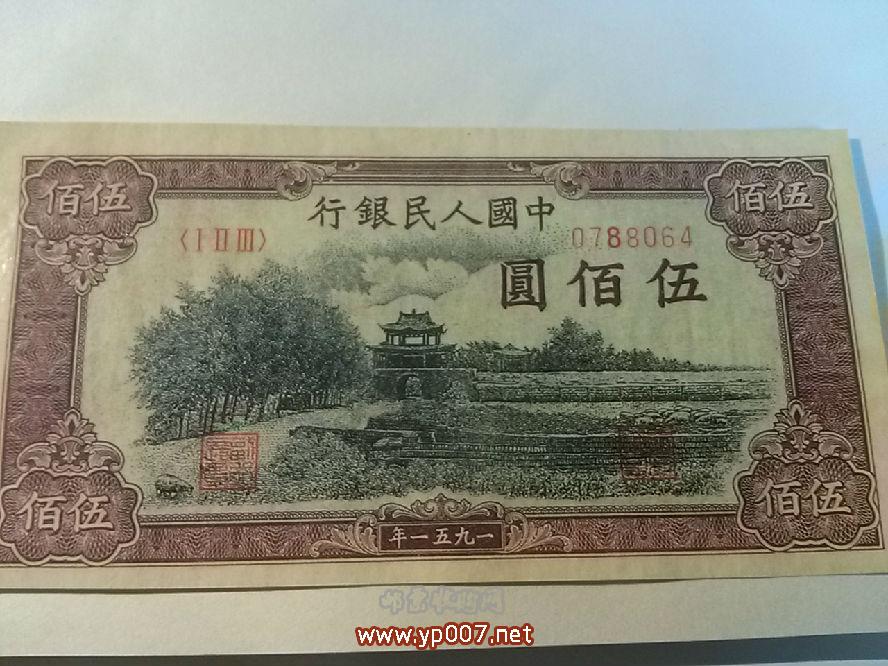 佰伍
佰伍
行銀民人國中
〈I II III〉
0788064
圓佰伍
佰伍
佰伍
年一五九一
www.yp007.net